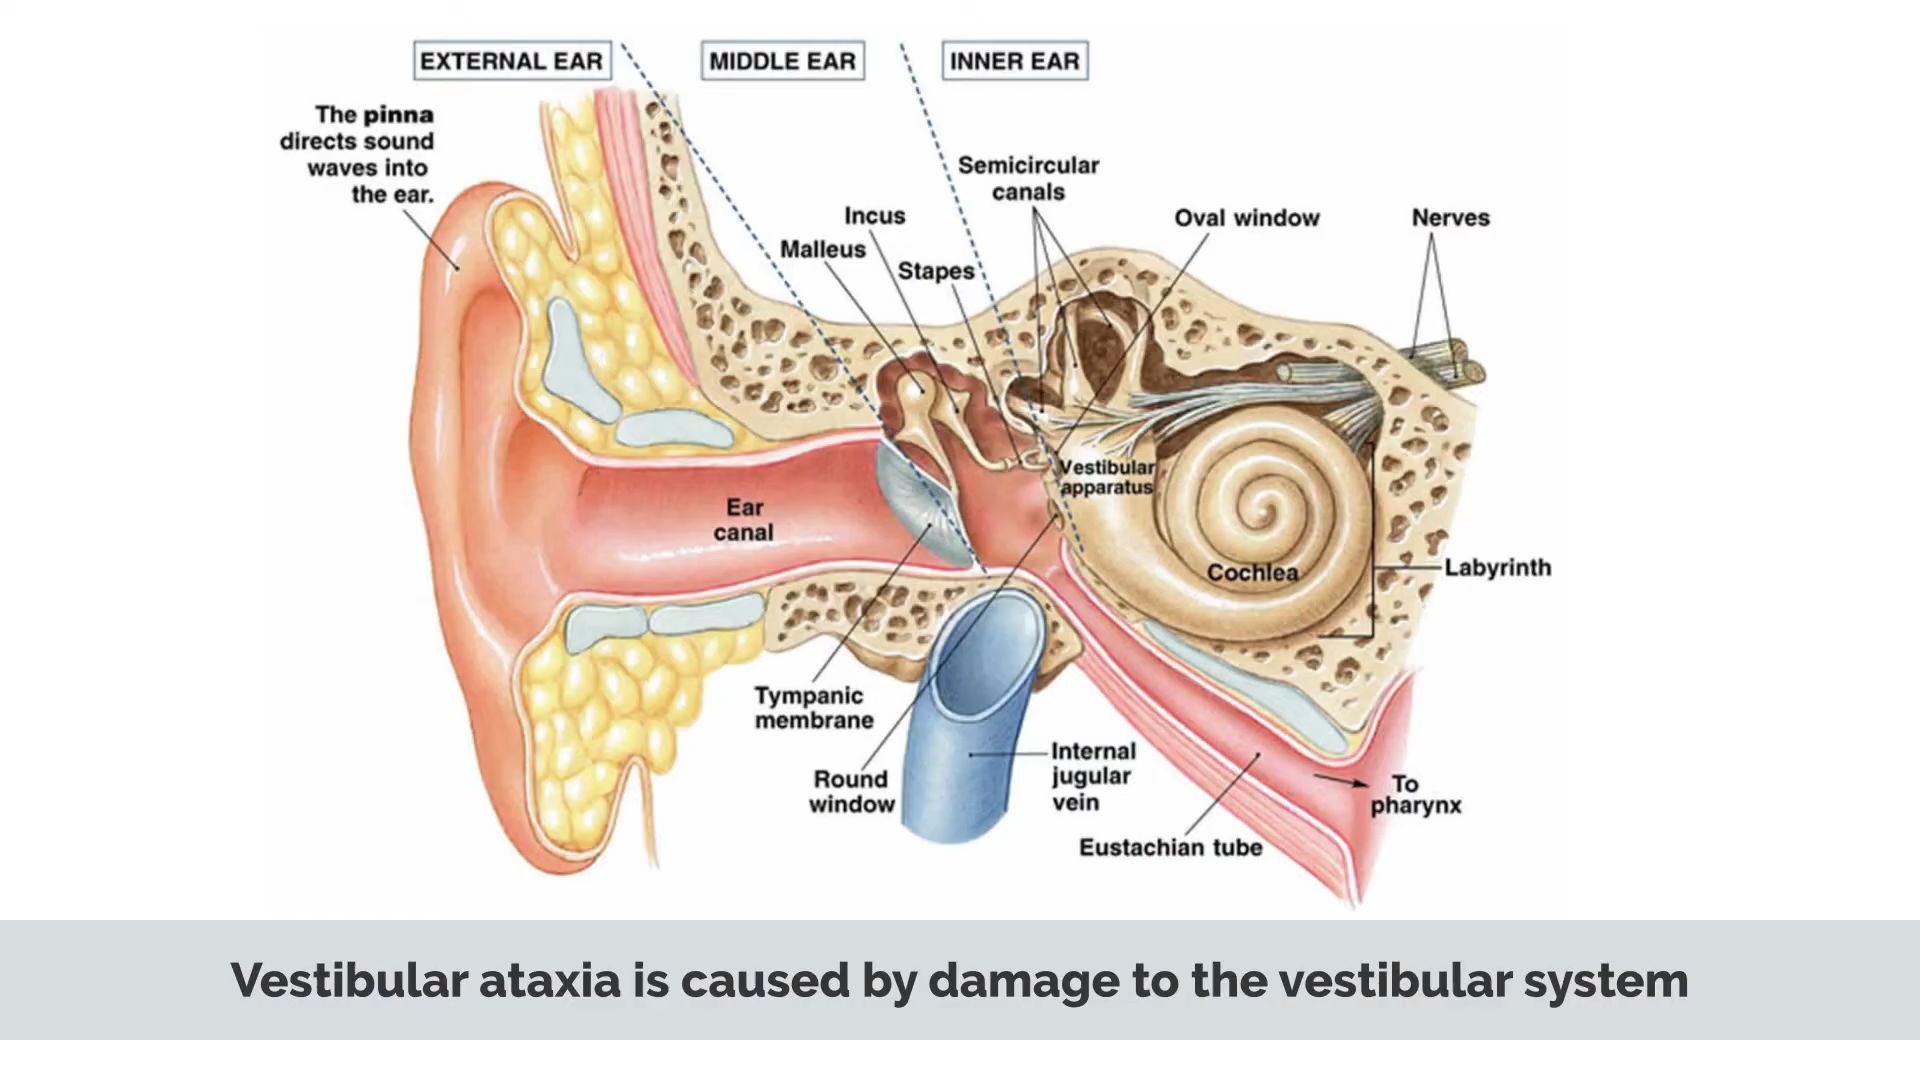 EXTERNAL EAR
MIDDLE EAR
INNER EAR
The pinna
directs sound
waves into
the ear.
Semicircular
canals
Incus
Malleus
Stapes
Oval window
Nerves
Vestibular
apparatus
Ear
canal
Cochlea
Labyrinth
Tympanic
membrane
Round
window
Internal
jugular
vein
Eustachian tube
To
pharynx
Vestibular ataxia is caused by damage to the vestibular system